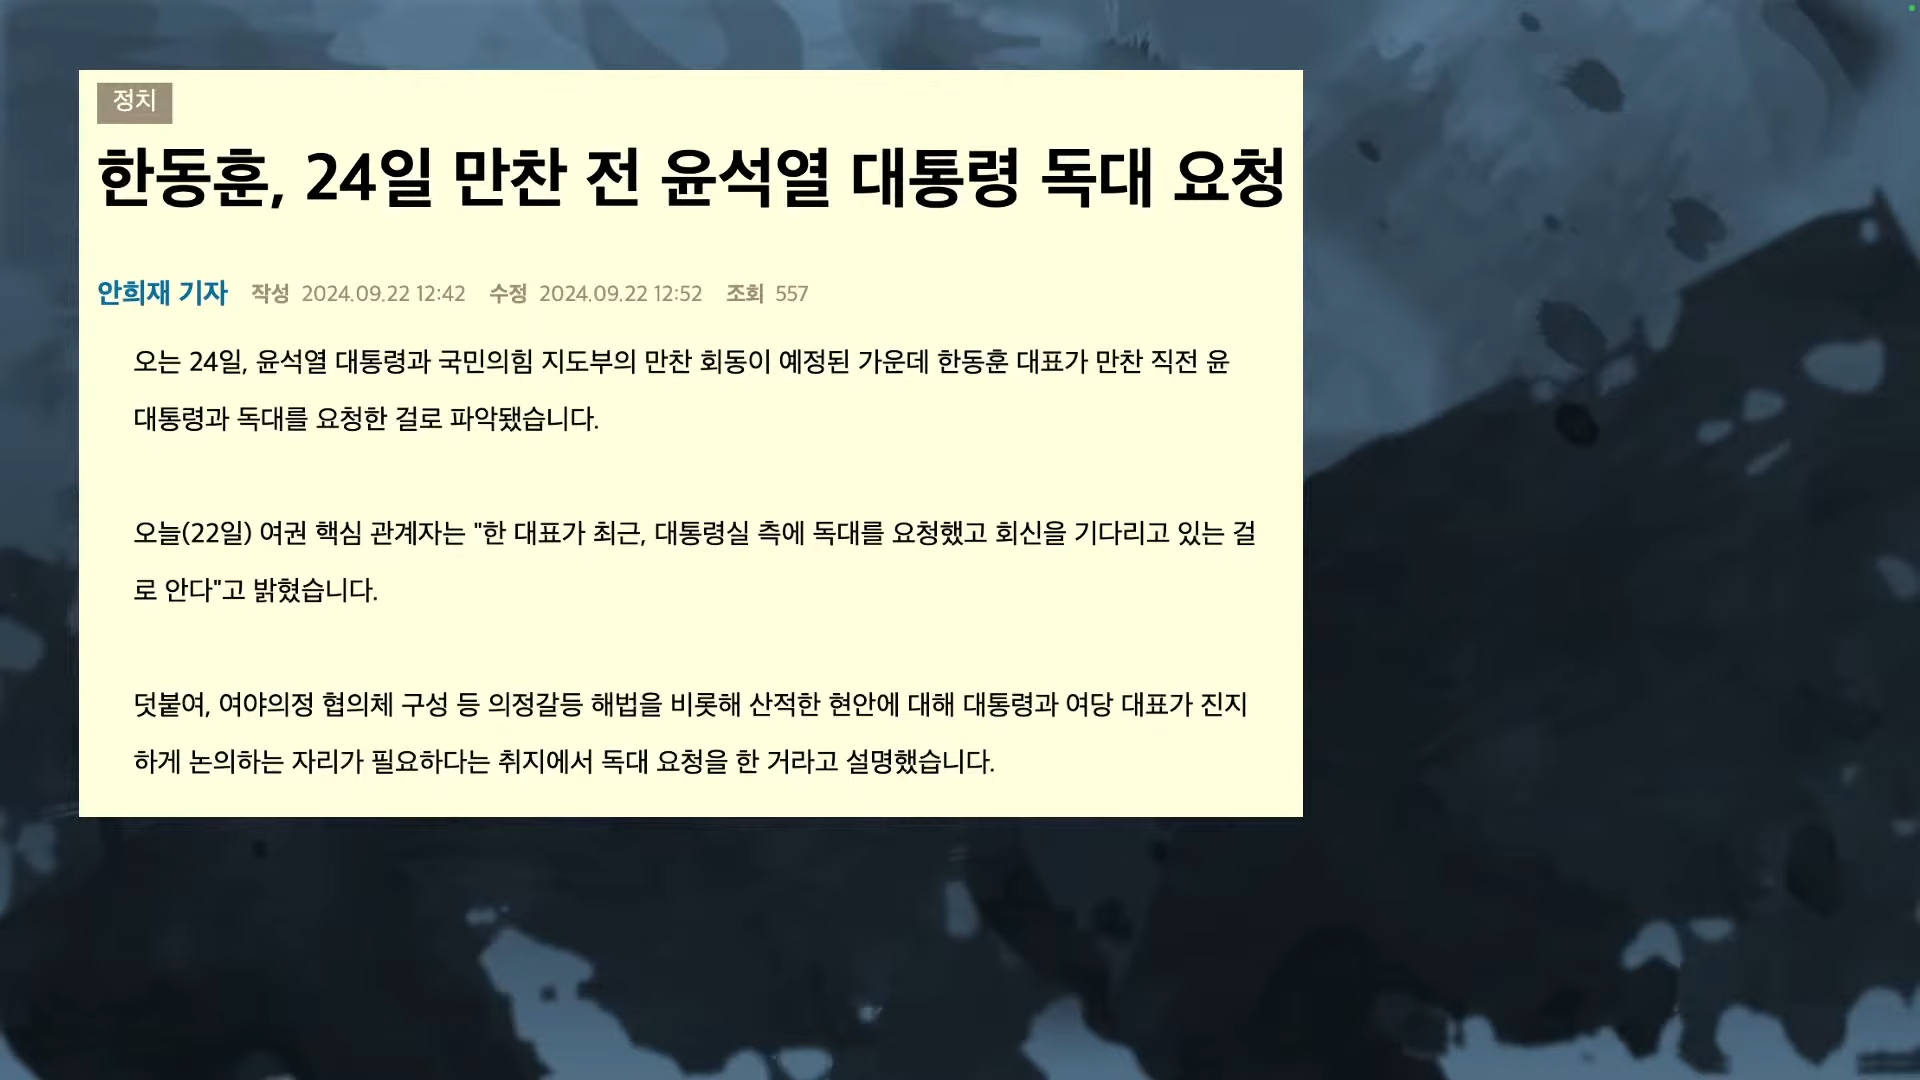 정치
한동훈, 24일 만찬 전 윤석열 대통령 독대 요청
안희재 기자 작성 2024.09.22 12:42 수정 2024.09.22 12:52 조회 557
오는 24일, 윤석열 대통령과 국민의힘 지도부의 만찬 회동이 예정된 가운데 한동훈 대표가 만찬 직전 윤
대통령과 독대를 요청한 걸로 파악됐습니다.
오늘(22일) 여권 핵심 관계자는 "한 대표가 최근, 대통령실 측에 독대를 요청했고 회신을 기다리고 있는 걸
로 안다"고 밝혔습니다.
덧붙여, 여야의정 협의체 구성 등 의정갈등 해법을 비롯해 산적한 현안에 대해 대통령과 여당 대표가 진지
하게 논의하는 자리가 필요하다는 취지에서 독대 요청을 한 거라고 설명했습니다.